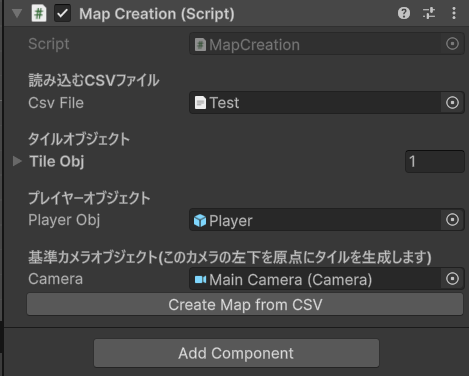 Map Creation (Script)
Script MapCreation
読み込むCSVファイル
Csv File Test
タイルオブジェクト
Tile Obj 1
プレイヤーオブジェクト
Player Obj Player
基準カメラオブジェクト(このカメラの左下を原点にタイルを生成します)
Camera Main Camera (Camera)
Create Map from CSV
Add Component